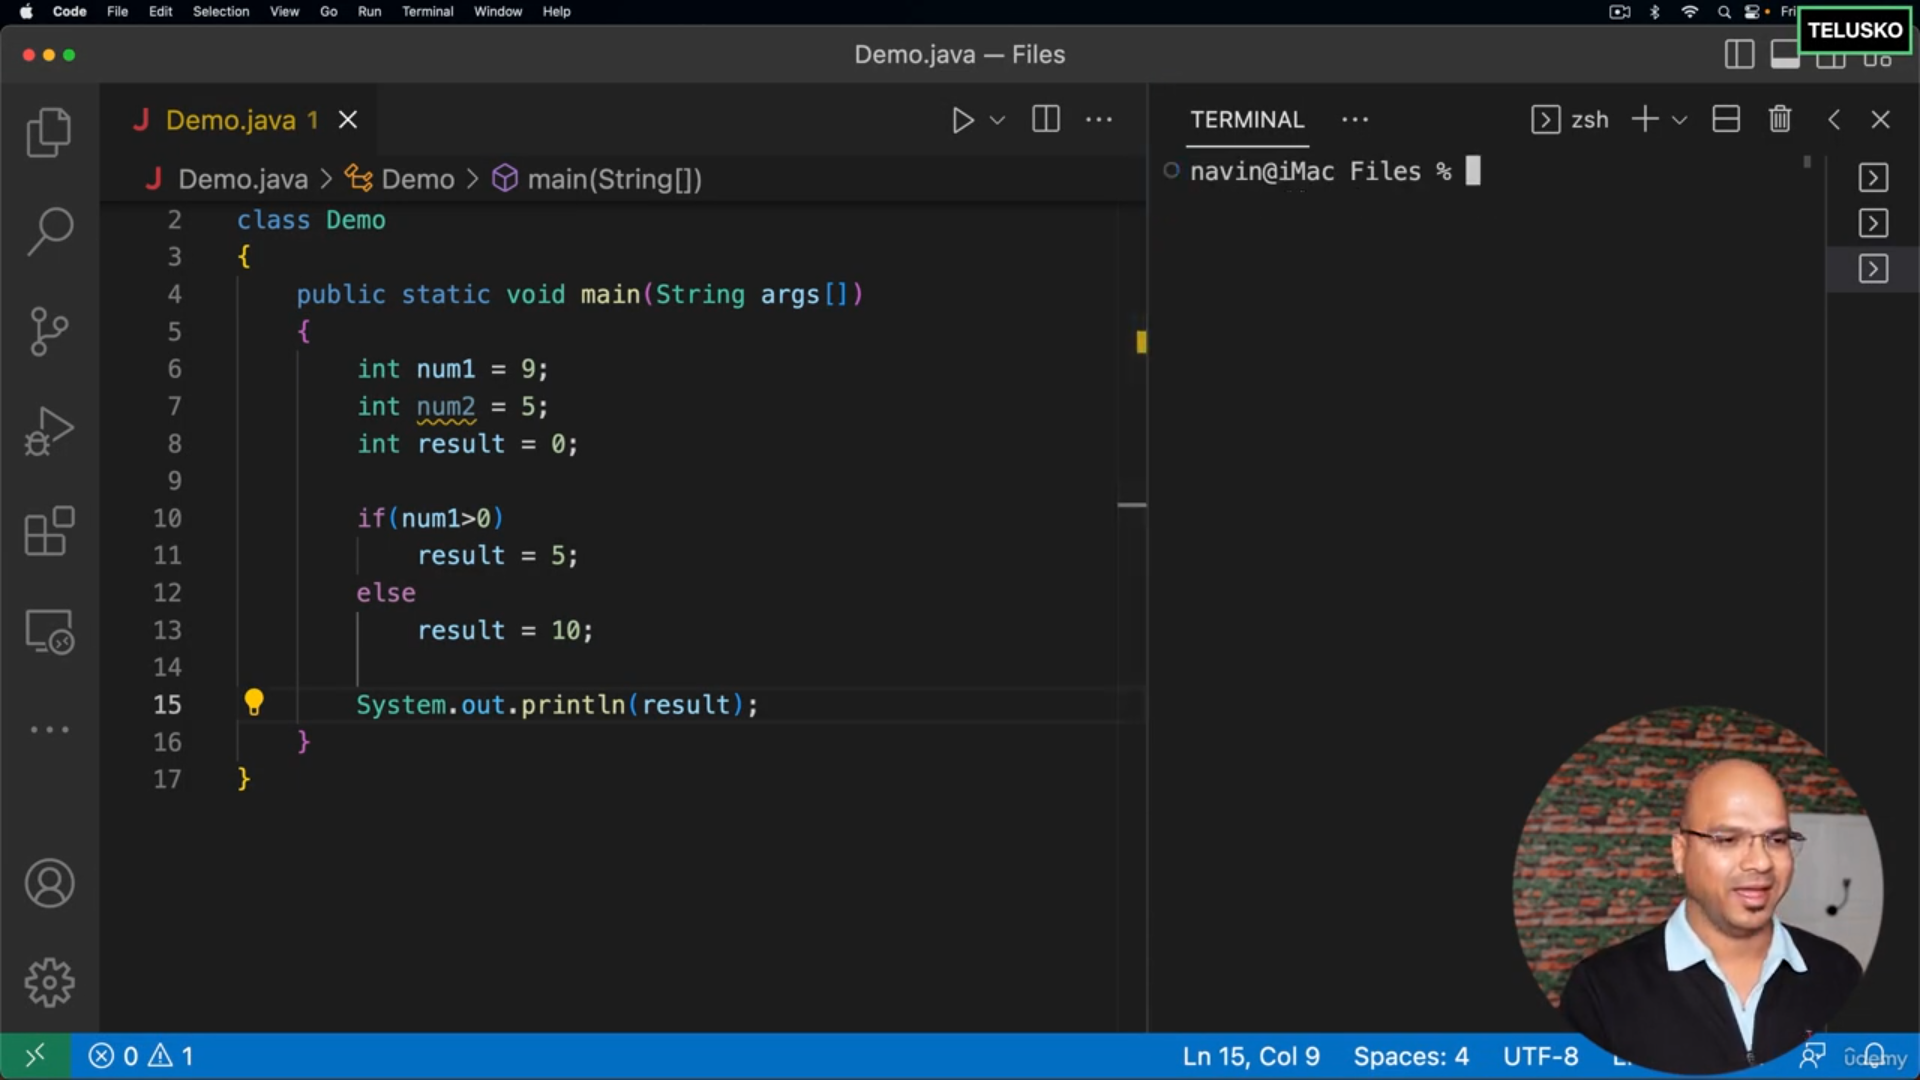 Code File Edit Selection View Go Run Terminal Window Help
TELUSKO
Demo.java — Files
Demo.java 1
TERMINAL
zsh
Demo.java > Demo > main(String[])
navin@iMac Files %
2 class Demo
3 {
4 public static void main(String args[])
5 {
6 int num1 = 9;
7 int num2 = 5;
8 int result = 0;
9
10 if(num1>0)
11 result = 5;
12 else
13 result = 10;
14
15 System.out.println(result);
16 }
17 }
0 1
Ln 15, Col 9 Spaces: 4 UTF-8
udemy